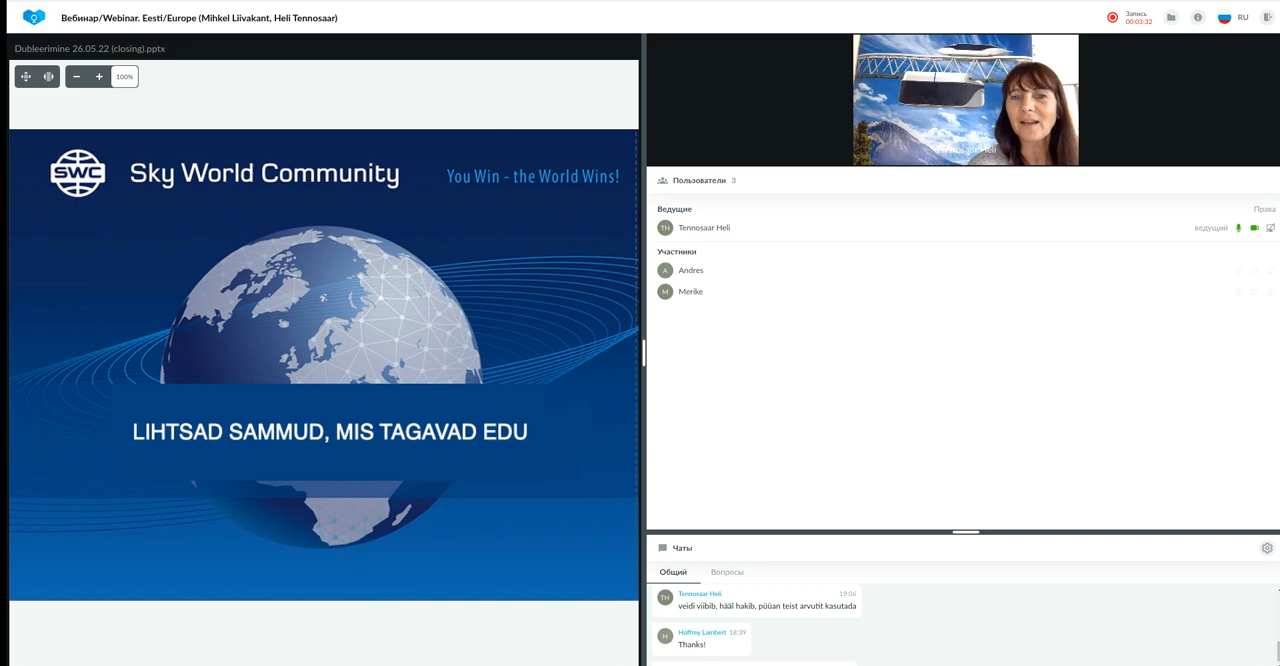 Вебинар/Webinar. Eesti/Europe (Mihkel Liivakant, Heli Tennosaar)
Запись
00:03:32
RU
Dubleerimine 26.05.22 (closing).pptx
100%
SWC
Sky World Community
You Win - the World Wins!
LIHTSAD SAMMUD, MIS TAGAVAD EDU
Пользователи 3
Ведущие
Права
TH
Tennosaar Heli
ведущий
Участники
A
Andres
M
Merike
Чаты
Общий
Вопросы
TH
Tennosaar Heli
19:06
veidi viibib, hääl hakib, püüan teist arvutit kasutada
H
Hoffrey Lambert 18:39
Thanks!